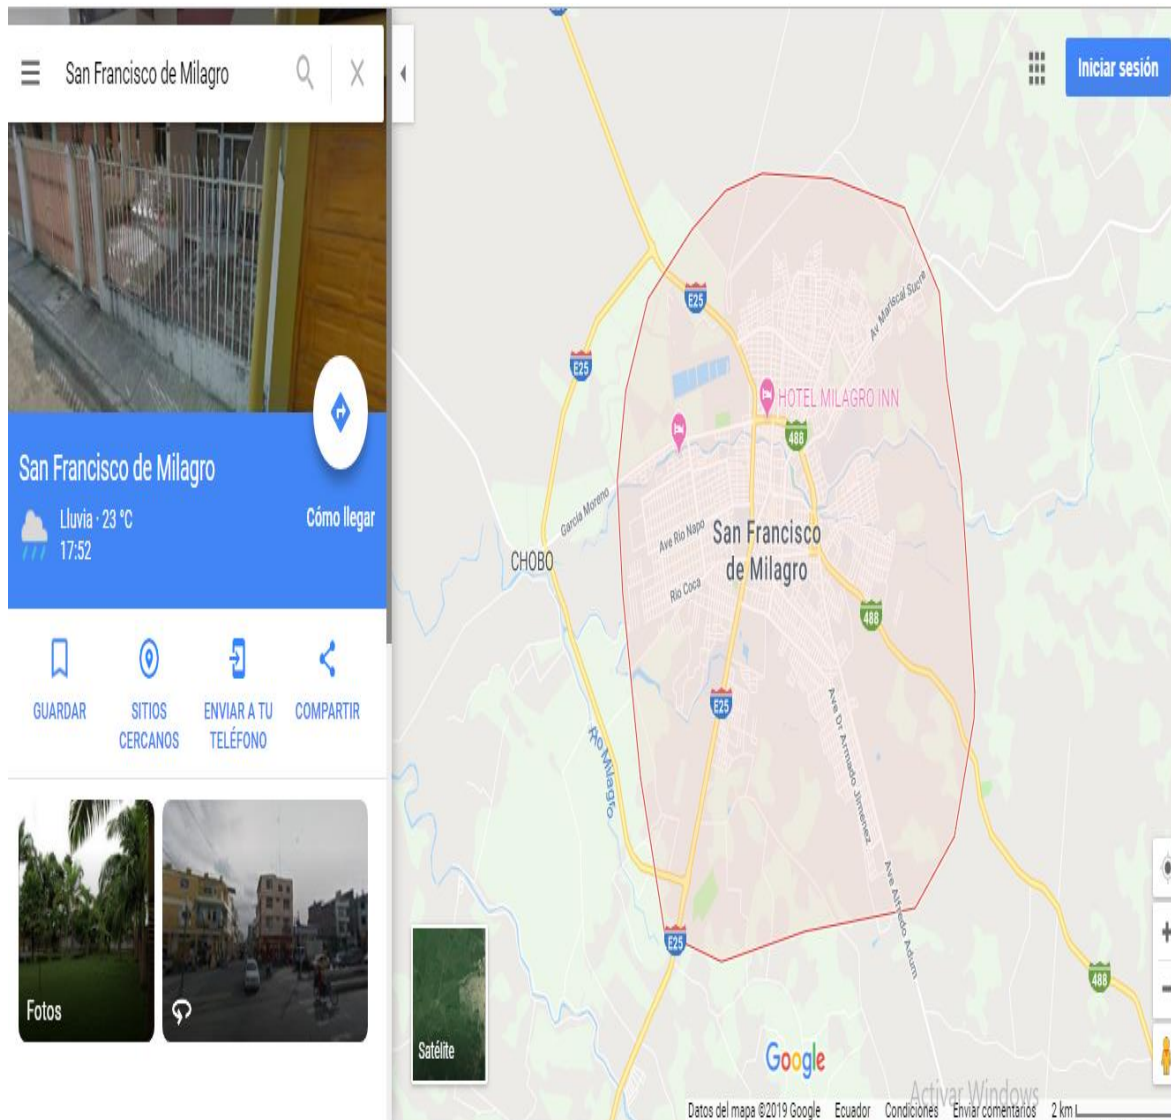 San Francisco de Milagro
Iniciar sesión
San Francisco de Milagro
Lluvia · 23 °C
17:52
Cómo llegar
GUARDAR
SITIOS
CERCANOS
ENVIAR A TU
TELÉFONO
COMPARTIR
Fotos
E25
E25
Av Mariscal Sucre
HOTEL MILAGRO INN
488
Garcia Moreno
Ave Rio Napo
San Francisco
de Milagro
CHOBO
Rio Coca
488
E25
Rio Milagro
Ave Dr Armado Jimenez
Ave Alfredo Adum
E25
488
Satélite
Google
Activar Windows
Datos del mapa ©2019 Google Ecuador Condiciones Enviar comentarios 2 km